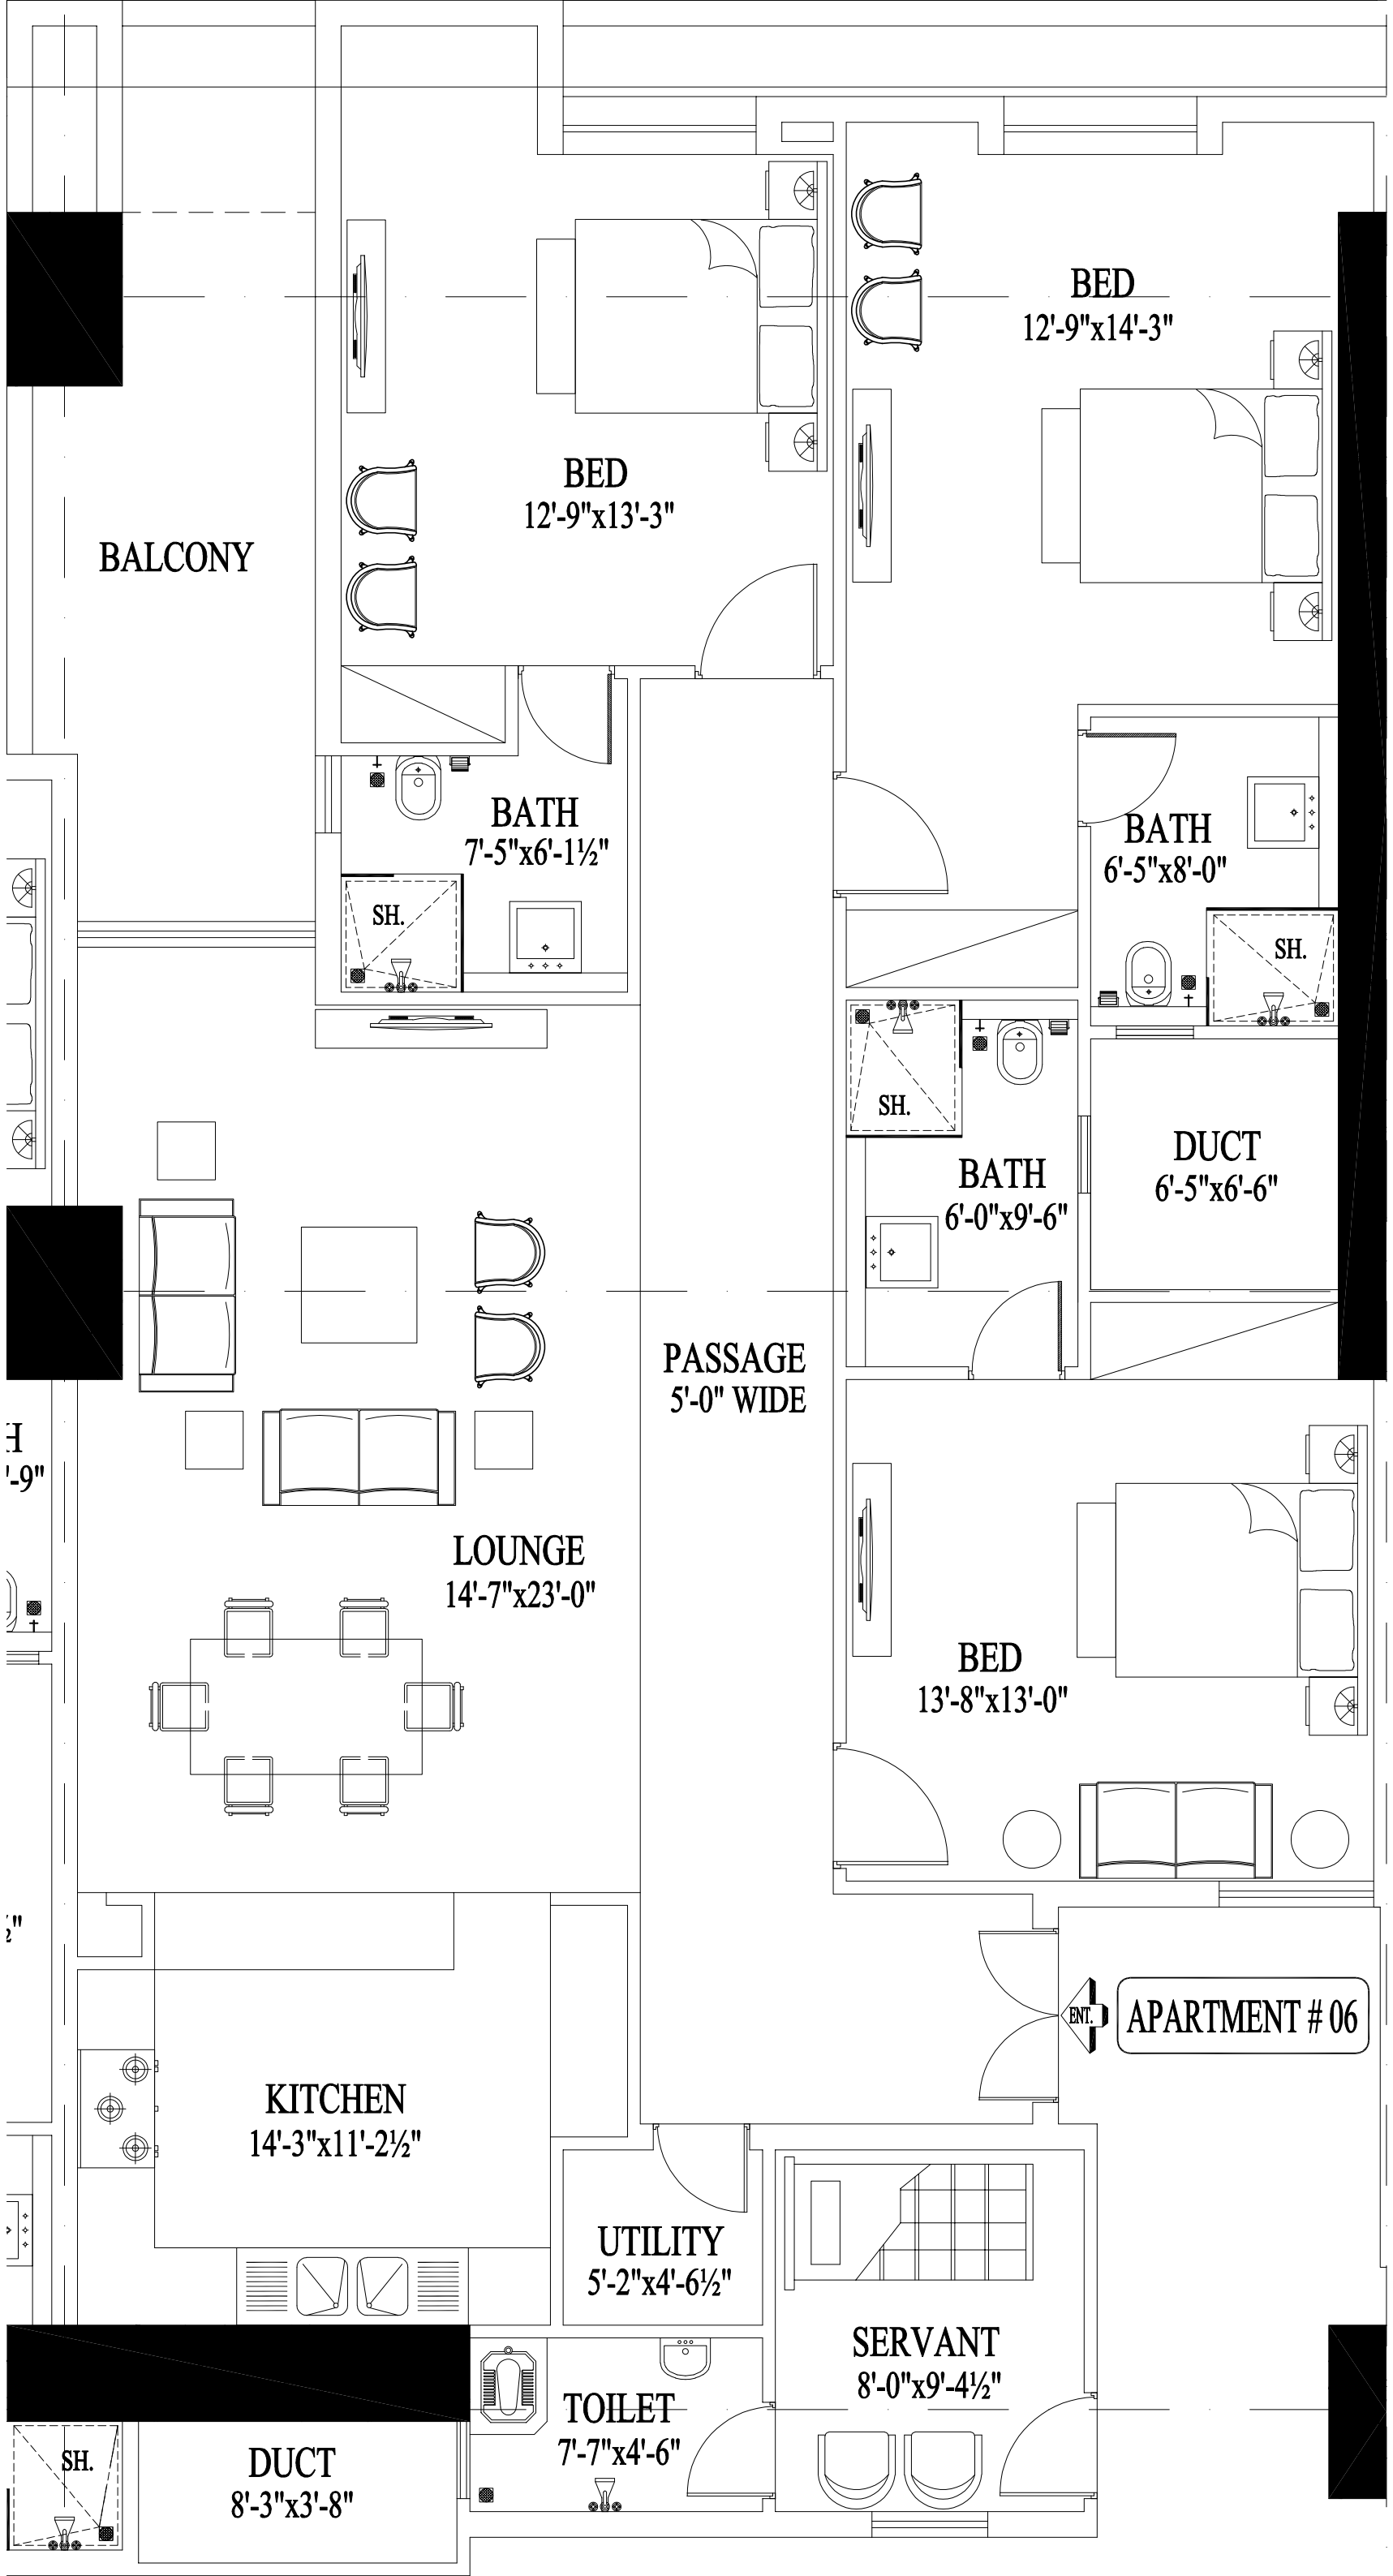 BED
12'-9"x14'-3"
BED
12'-9"x13'-3"
BALCONY
BATH
7'-5"x6'-1½"
BATH
6'-5"x8'-0"
SH.
SH.
SH.
DUCT
6'-5"x6'-6"
BATH
6'-0"x9'-6"
PASSAGE
5'-0" WIDE
H
'-9"
LOUNGE
14'-7"x23'-0"
BED
13'-8"x13'-0"
½"
ENT.
APARTMENT # 06
KITCHEN
14'-3"x11'-2½"
UTILITY
5'-2"x4'-6½"
SERVANT
8'-0"x9'-4½"
TOILET
7'-7"x4'-6"
SH.
DUCT
8'-3"x3'-8"